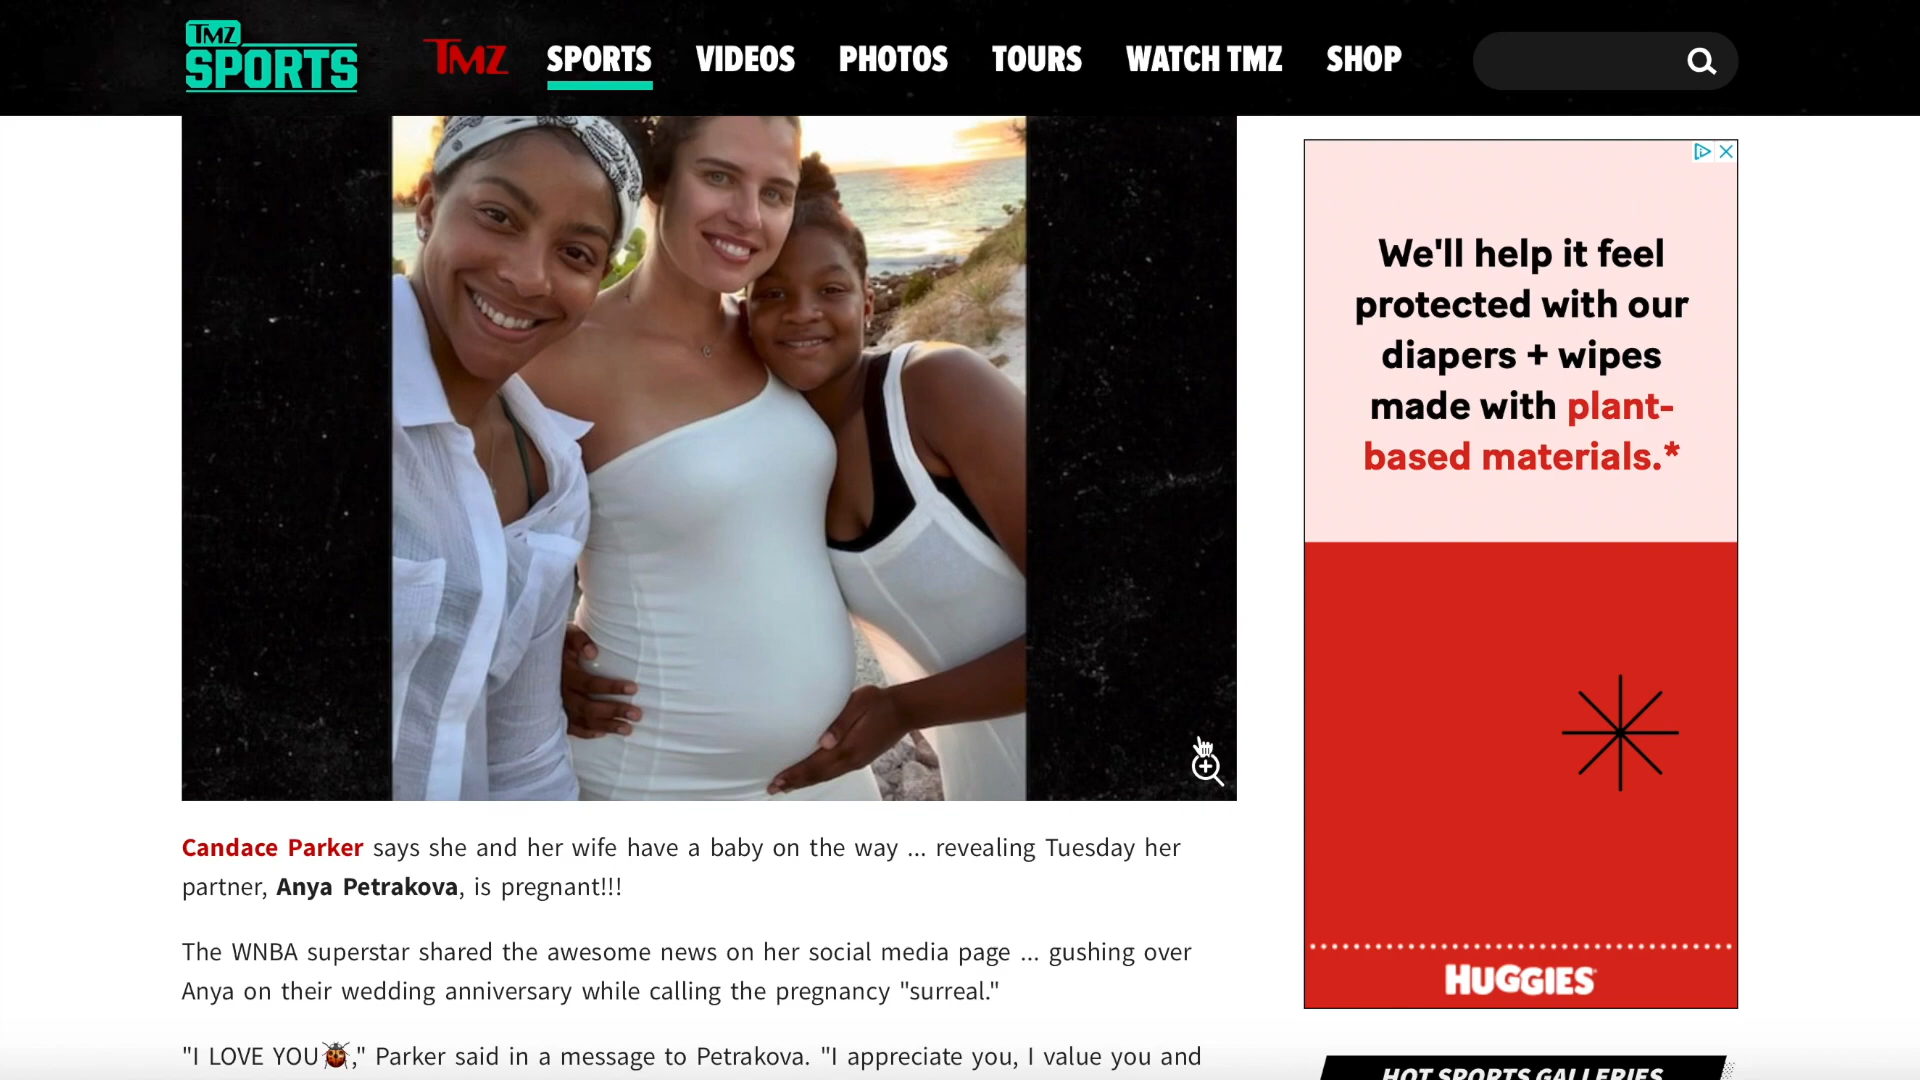 TMZ
SPORTS
TMZ SPORTS VIDEOS PHOTOS TOURS WATCH TMZ SHOP
Candace Parker says she and her wife have a baby on the way ... revealing Tuesday her
partner, Anya Petrakova, is pregnant!!!
The WNBA superstar shared the awesome news on her social media page ... gushing over
Anya on their wedding anniversary while calling the pregnancy "surreal."
"I LOVE YOU🐞," Parker said in a message to Petrakova. "I appreciate you, I value you and
We'll help it feel
protected with our
diapers + wipes
made with plant-
based materials.*
HUGGIES
HOT SPORTS GALLERIES